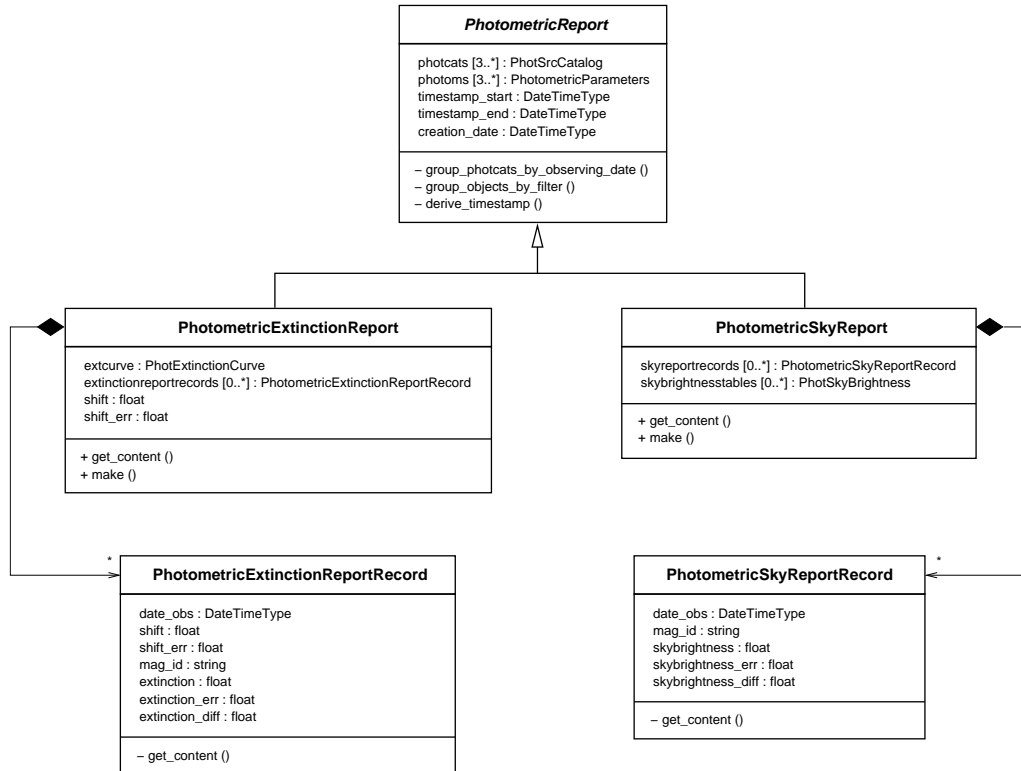 PhotometricReport
photcats [3..*] : PhotSrcCatalog
photoms [3..*] : PhotometricParameters
timestamp_start : DateTimeType
timestamp_end : DateTimeType
creation_date : DateTimeType
– group_photcats_by_observing_date ()
– group_objects_by_filter ()
– derive_timestamp ()
PhotometricExtinctionReport
extcurve : PhotExtinctionCurve
extinctionreportrecords [0..*] : PhotometricExtinctionReportRecord
shift : float
shift_err : float
+ get_content ()
+ make ()
PhotometricSkyReport
skyreportrecords [0..*] : PhotometricSkyReportRecord
skybrightnesstables [0..*] : PhotSkyBrightness
+ get_content ()
+ make ()
*
PhotometricExtinctionReportRecord
date_obs : DateTimeType
shift : float
shift_err : float
mag_id : string
extinction : float
extinction_err : float
extinction_diff : float
– get_content ()
*
PhotometricSkyReportRecord
date_obs : DateTimeType
mag_id : string
skybrightness : float
skybrightness_err : float
skybrightness_diff : float
– get_content ()